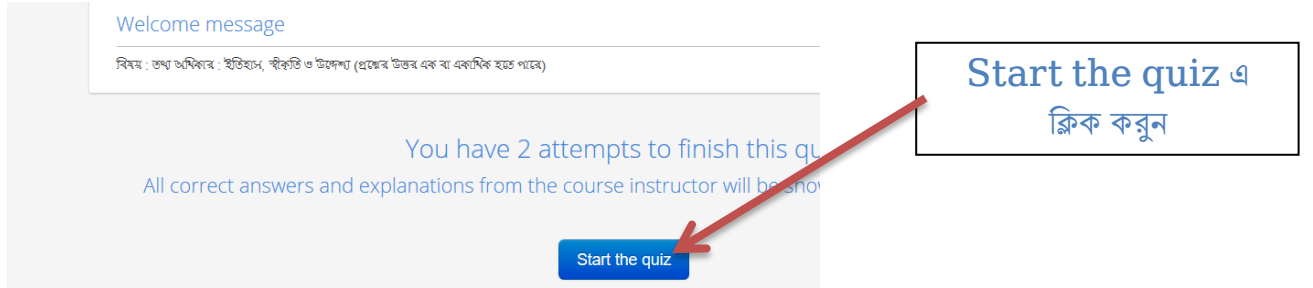 Welcome message
বিষয় : তথ্য অধিকার : ইতিহাস, স্বীকৃতি ও উদ্দেশ্য (প্রশ্নের উত্তর এক বা একাধিক হতে পারে)
You have 2 attempts to finish this qu
All correct answers and explanations from the course instructor will be show
Start the quiz
Start the quiz এ
ক্লিক করুন